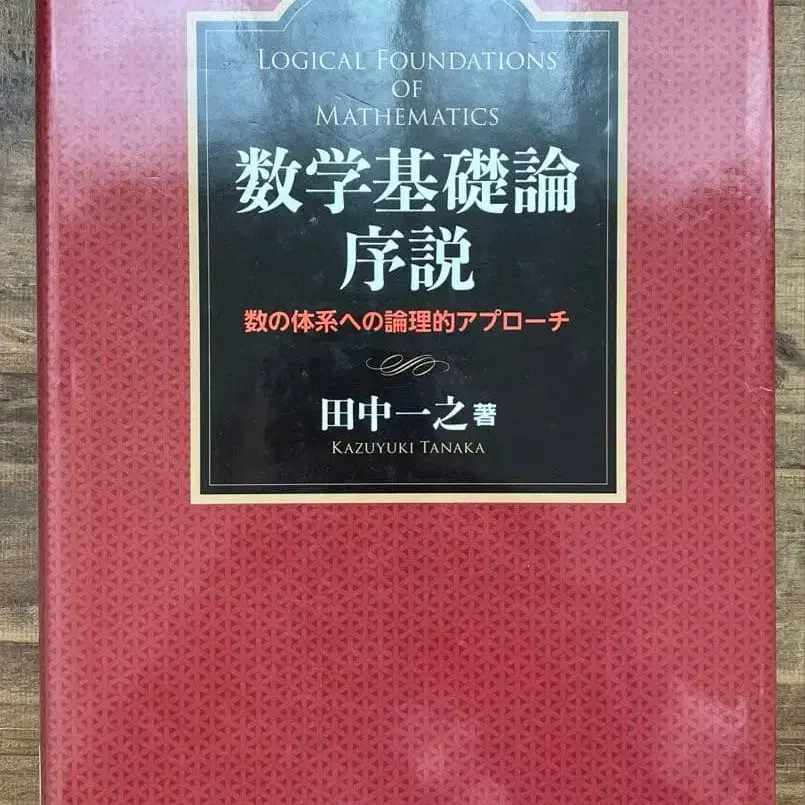 LOGICAL FOUNDATIONS
OF
MATHEMATICS
数学基礎論
序説
数の体系への論理的アプローチ
田中一之 著
KAZUYUKI TANAKA